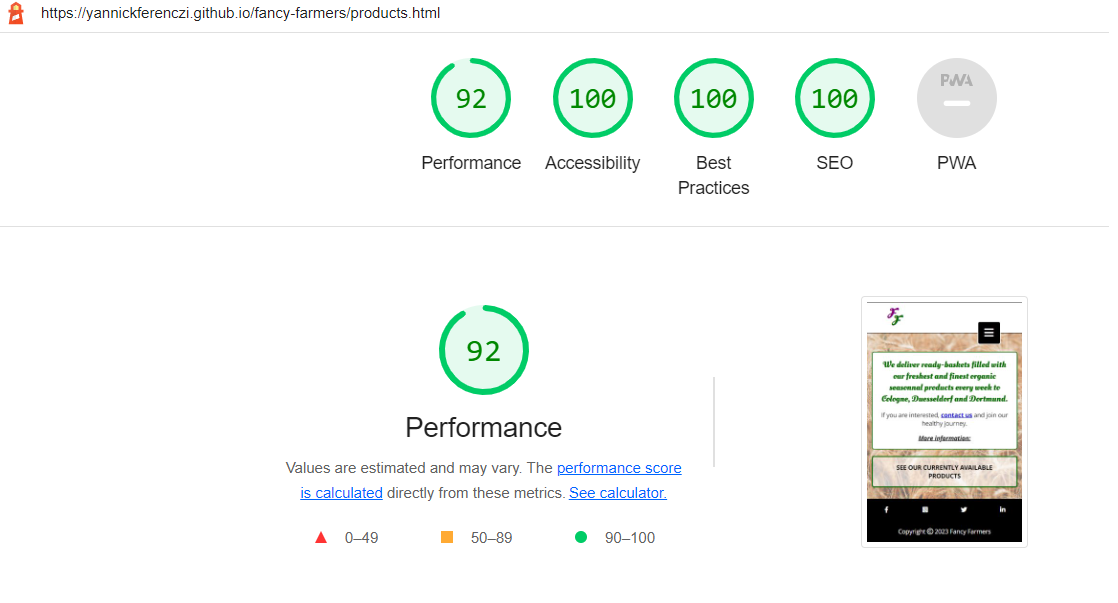 https://yannickferenczi.github.io/fancy-farmers/products.html
92
100
100
100
PWA
Performance
Accessibility
Best
Practices
SEO
PWA
92
Performance
Values are estimated and may vary. The performance score
is calculated directly from these metrics. See calculator.
0–49
50–89
90–100
FF
We deliver ready-baskets filled with
our freshest and finest organic
seasonnal products every week to
Cologne, Duesseldorf and Dortmund.
If you are interested, contact us and join our
healthy journey.
More information:
SEE OUR CURRENTLY AVAILABLE
PRODUCTS
Copyright © 2023 Fancy Farmers